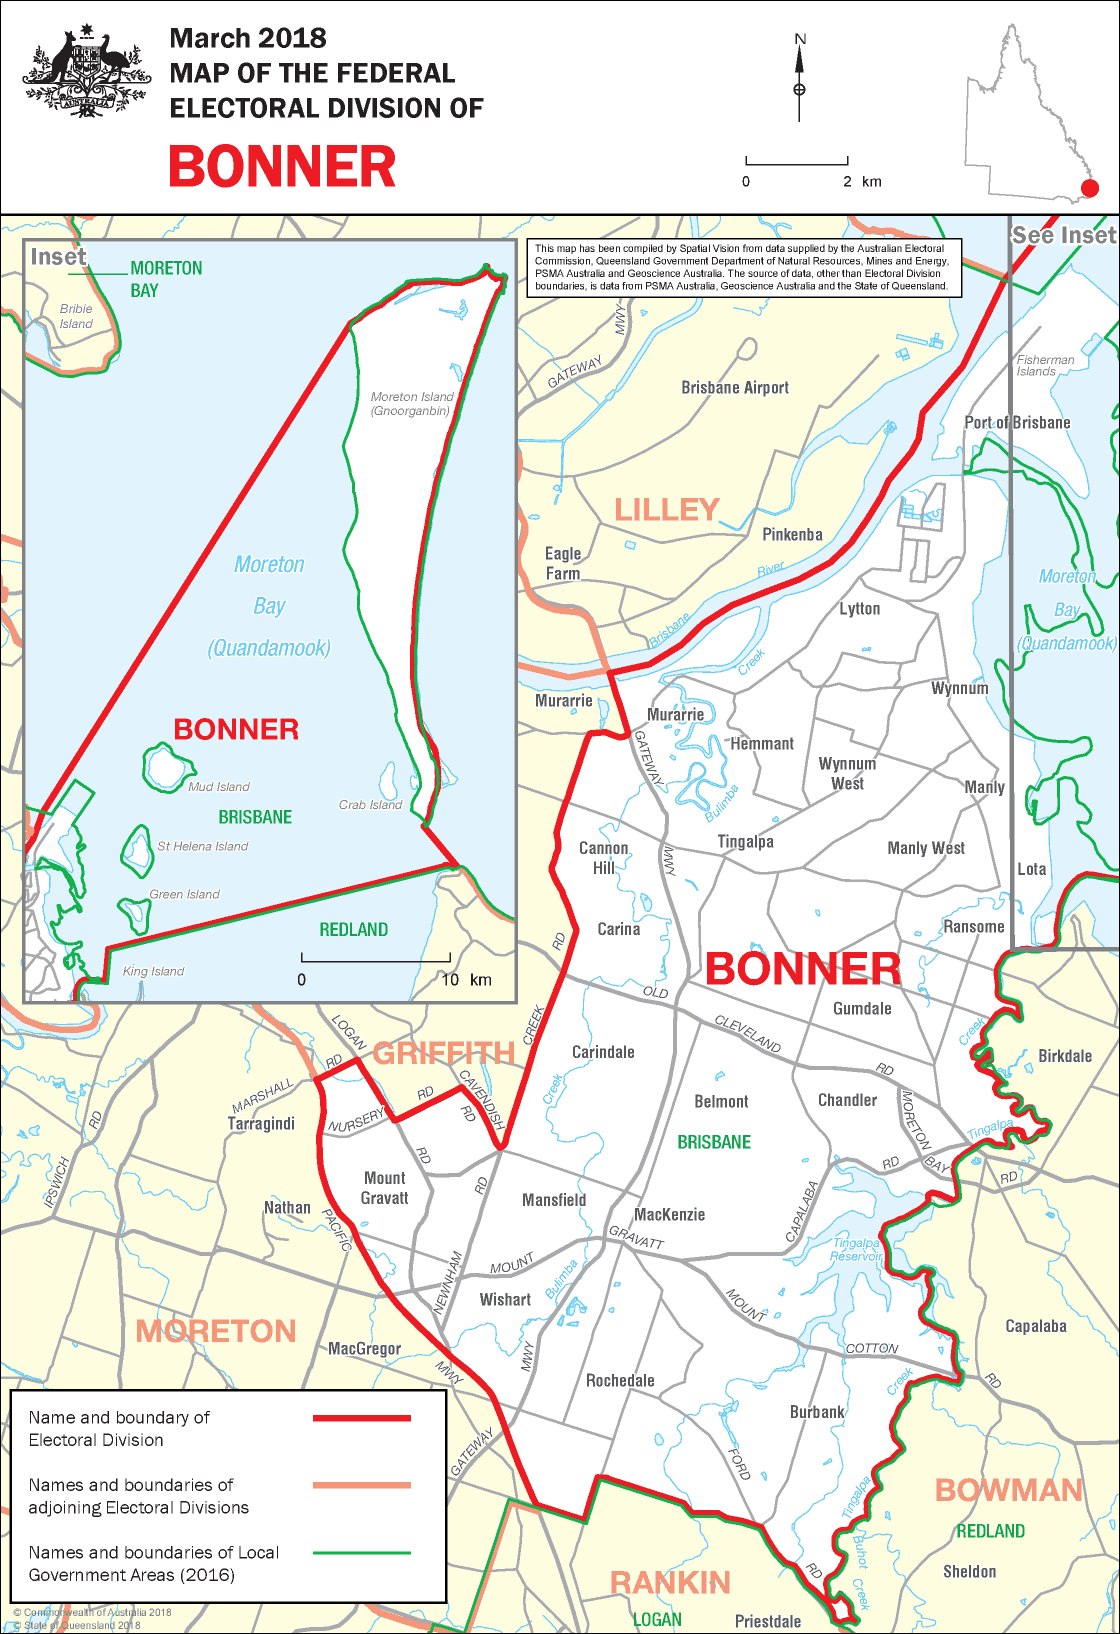 March 2018
MAP OF THE FEDERAL
ELECTORAL DIVISION OF
BONNER
AUSTRALIA
N
0 2 km
This map has been compiled by Spatial Vision from data supplied by the Australian Electoral
Commission, Queensland Government Department of Natural Resources, Mines and Energy,
PSMA Australia and Geoscience Australia. The source of data, other than Electoral Division
boundaries, is data from PSMA Australia, Geoscience Australia and the State of Queensland.
See Inset
Inset
MORETON
BAY
Bribie
Island
Moreton Island
(Gnoorganbin)
Moreton
Bay
(Quandamook)
BONNER
Mud Island
Crab Island
BRISBANE
St Helena Island
Green Island
REDLAND
King Island
0 10 km
GATEWAY
MWY
Brisbane Airport
Fisherman
Islands
Port of Brisbane
LILLEY
Pinkenba
Eagle
Farm
River
Brisbane
Creek
Lytton
Moreton
Bay
(Quandamook)
Wynnum
Murarrie
Murarrie
Hemmant
GATEWAY
Wynnum
West
Manly
Bulimba
Tingalpa
Cannon
Hill
MWY
Manly West
Lota
Carina
RD
Ransome
BONNER
OLD
Gumdale
CLEVELAND
Creek
LOGAN
CREEK
GRIFFITH
RD
Carindale
Birkdale
RD
CAVENDISH
RD
MARSHALL
RD
Creek
Belmont
Chandler
MORETON
RD
Tarragindi
NURSERY
Tingalpa
BRISBANE
IPSWICH
RD
RD
BAY
RD
Mount
Gravatt
RD
Mansfield
CAPALABA
Nathan
MacKenzie
PACIFIC
GRAVATT
Tingalpa
Reservoir
MOUNT
NEWNHAM
Bulimba
Wishart
MOUNT
MORETON
MacGregor
Capalaba
COTTON
MWY
MWY
Rochedale
Creek
RD
Burbank
Name and boundary of
Electoral Division
GATEWAY
FORD
Names and boundaries of
adjoining Electoral Divisions
Tingalpa
BOWMAN
REDLAND
Names and boundaries of Local
Government Areas (2016)
Buhot
Creek
RD
Sheldon
RANKIN
LOGAN
Priestdale
© Commonwealth of Australia 2018
© State of Queensland 2018